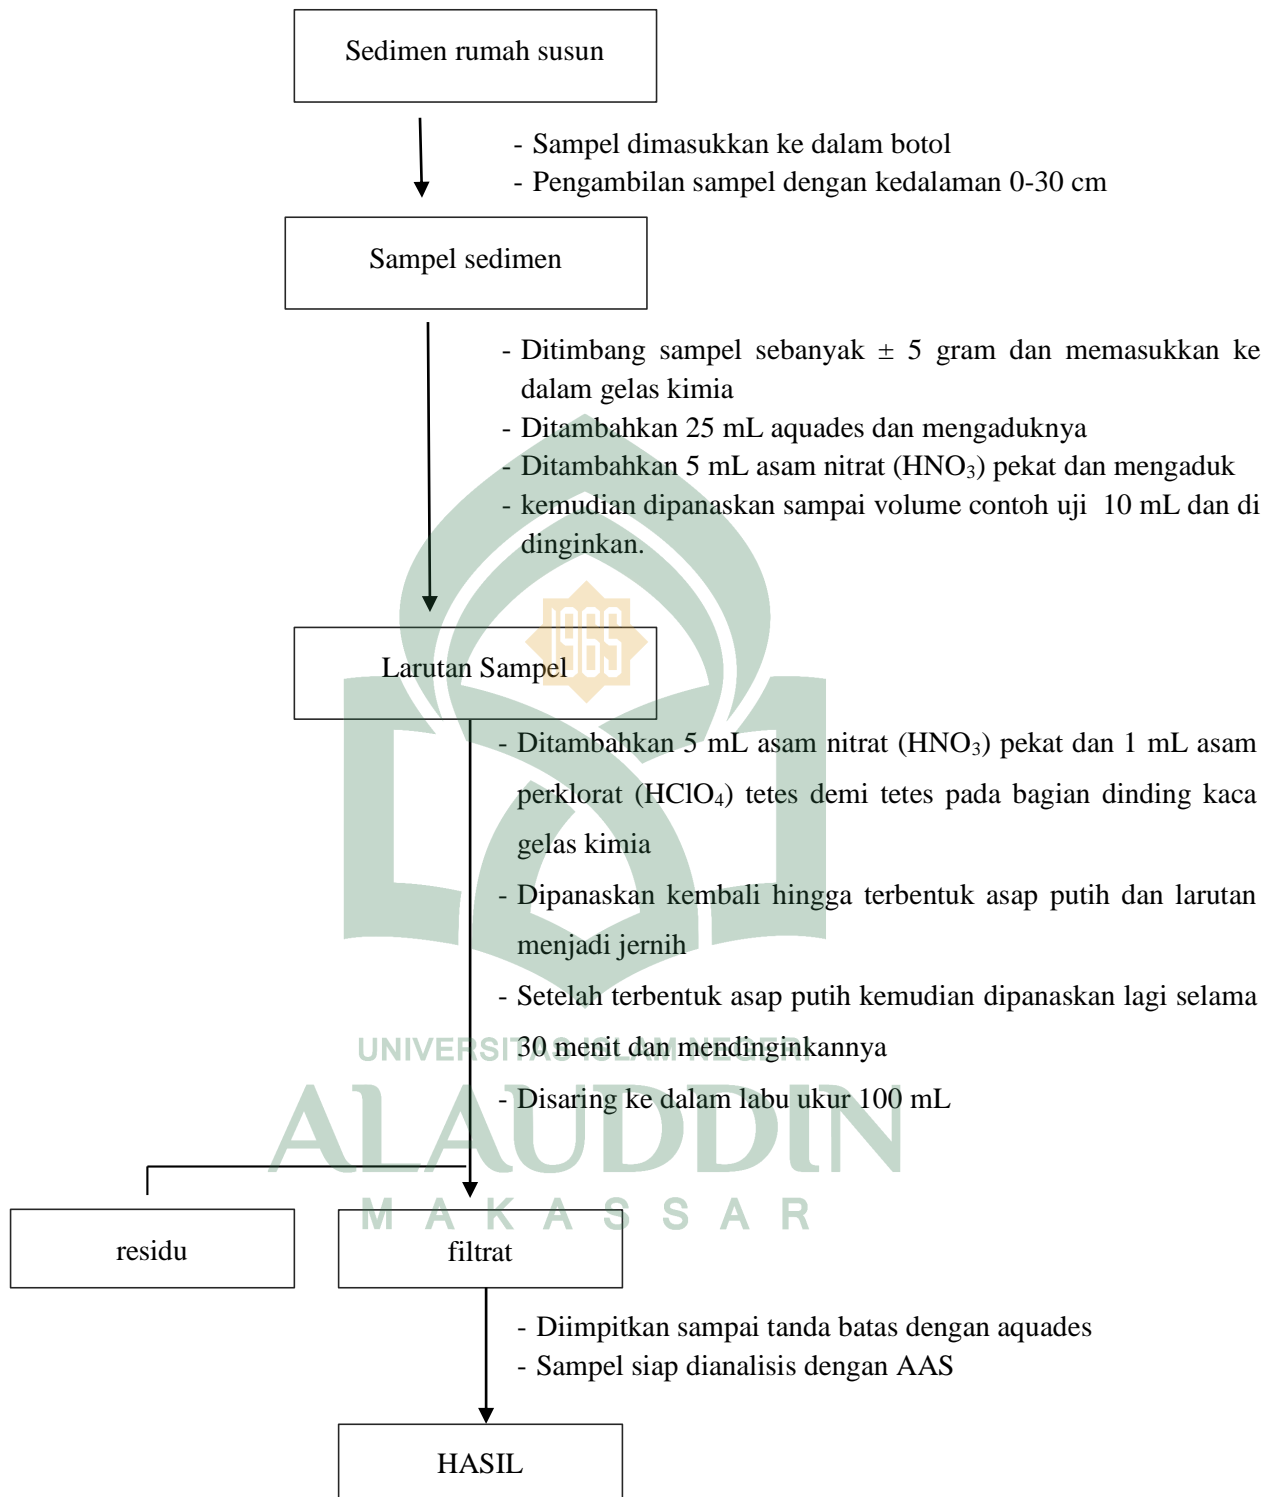 Sedimen rumah susun
- Sampel dimasukkan ke dalam botol
- Pengambilan sampel dengan kedalaman 0-30 cm
Sampel sedimen
- Ditimbang sampel sebanyak ± 5 gram dan memasukkan ke
dalam gelas kimia
- Ditambahkan 25 mL aquades dan mengaduknya
- Ditambahkan 5 mL asam nitrat (HNO₃) pekat dan mengaduk
- kemudian dipanaskan sampai volume contoh uji 10 mL dan di
dinginkan.
1965
Larutan Sampel
- Ditambahkan 5 mL asam nitrat (HNO₃) pekat dan 1 mL asam
perklorat (HClO₄) tetes demi tetes pada bagian dinding kaca
gelas kimia
- Dipanaskan kembali hingga terbentuk asap putih dan larutan
menjadi jernih
- Setelah terbentuk asap putih kemudian dipanaskan lagi selama
30 menit dan mendinginkannya
UNIVERSITAS ISLAM NEGERI
- Disaring ke dalam labu ukur 100 mL
ALAUDDIN
MAKASSAR
residu
filtrat
- Diimpitkan sampai tanda batas dengan aquades
- Sampel siap dianalisis dengan AAS
HASIL